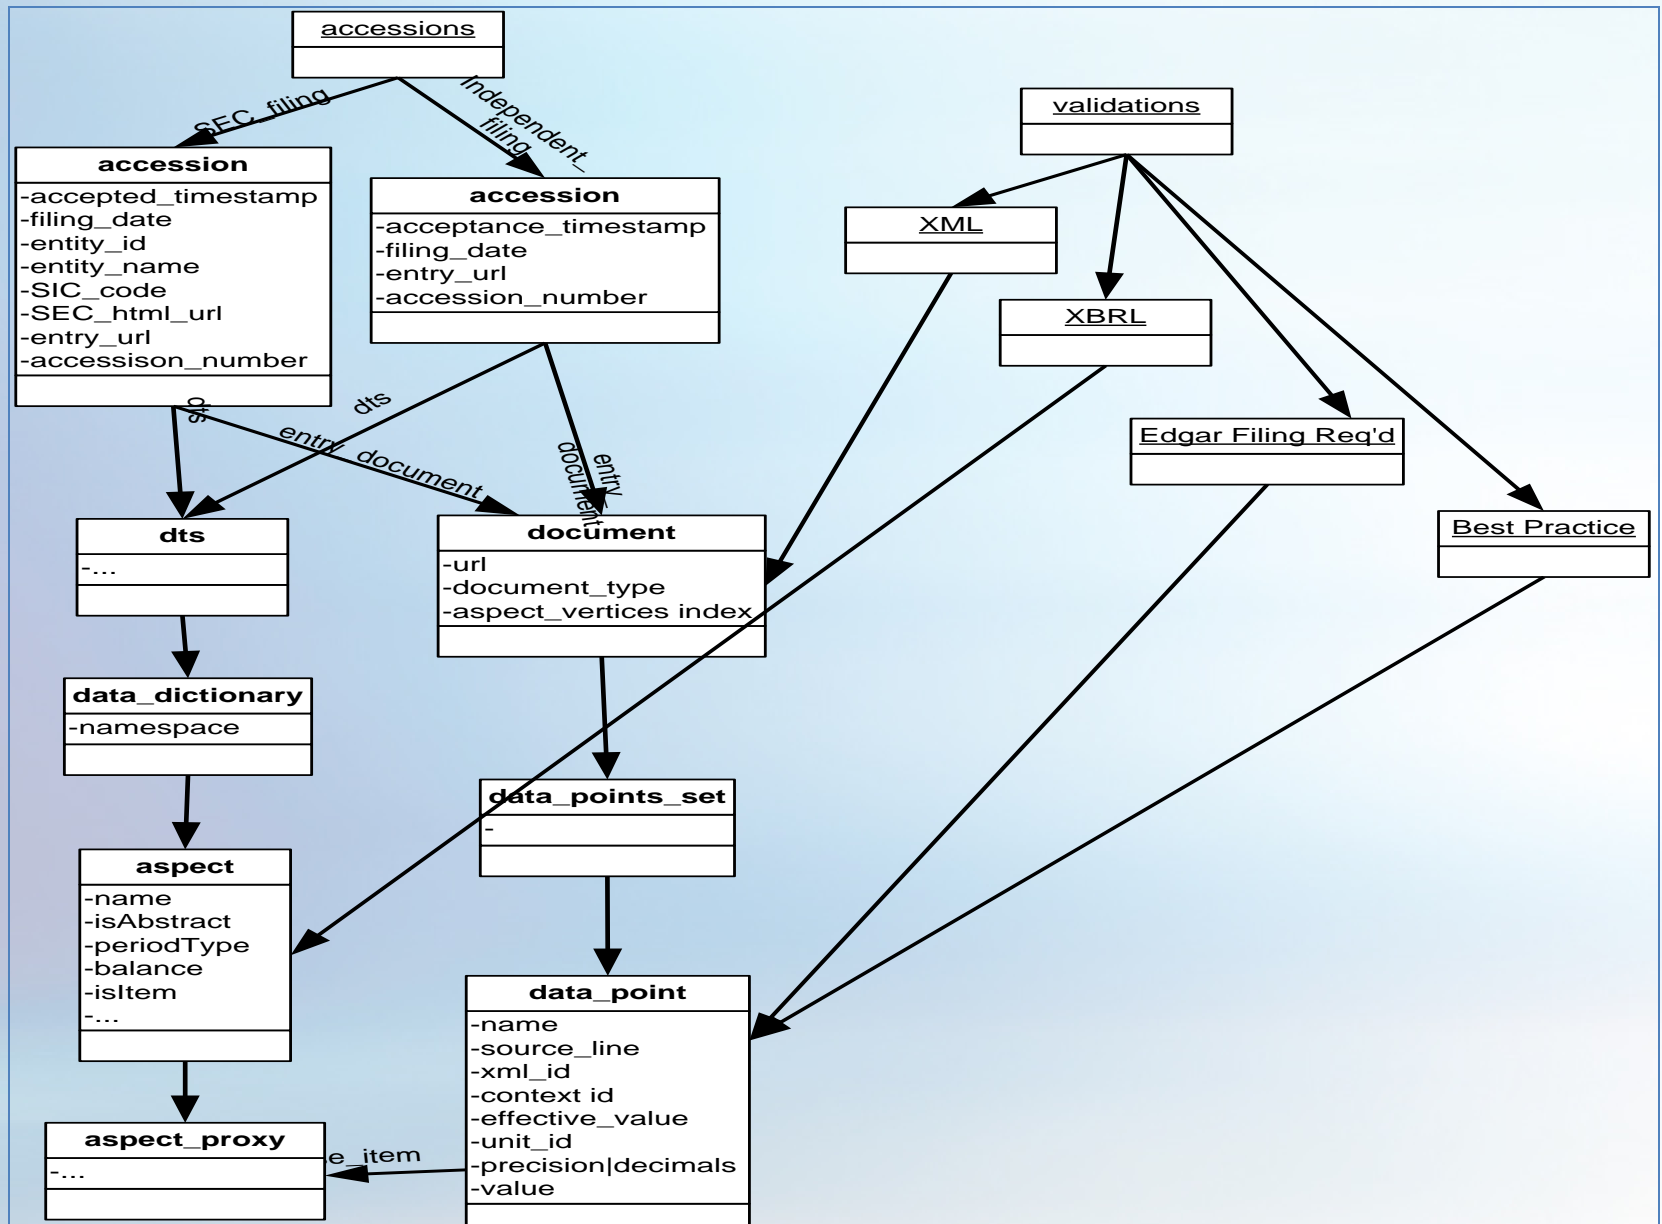 accessions
SEC_filing
Independent_
filing
accession
-accepted_timestamp
-filing_date
-entity_id
-entity_name
-SIC_code
-SEC_html_url
-entry_url
-accessison_number
accession
-acceptance_timestamp
-filing_date
-entry_url
-accession_number
validations
XML
XBRL
Edgar Filing Req'd
Best Practice
dts
dts
entry_document
entry_
document
dts
-...
document
-url
-document_type
-aspect_vertices index
data_dictionary
-namespace
data_points_set
-
aspect
-name
-isAbstract
-periodType
-balance
-isItem
-...
data_point
-name
-source_line
-xml_id
-context id
-effective_value
-unit_id
-precision|decimals
-value
aspect_proxy
-...
e_item